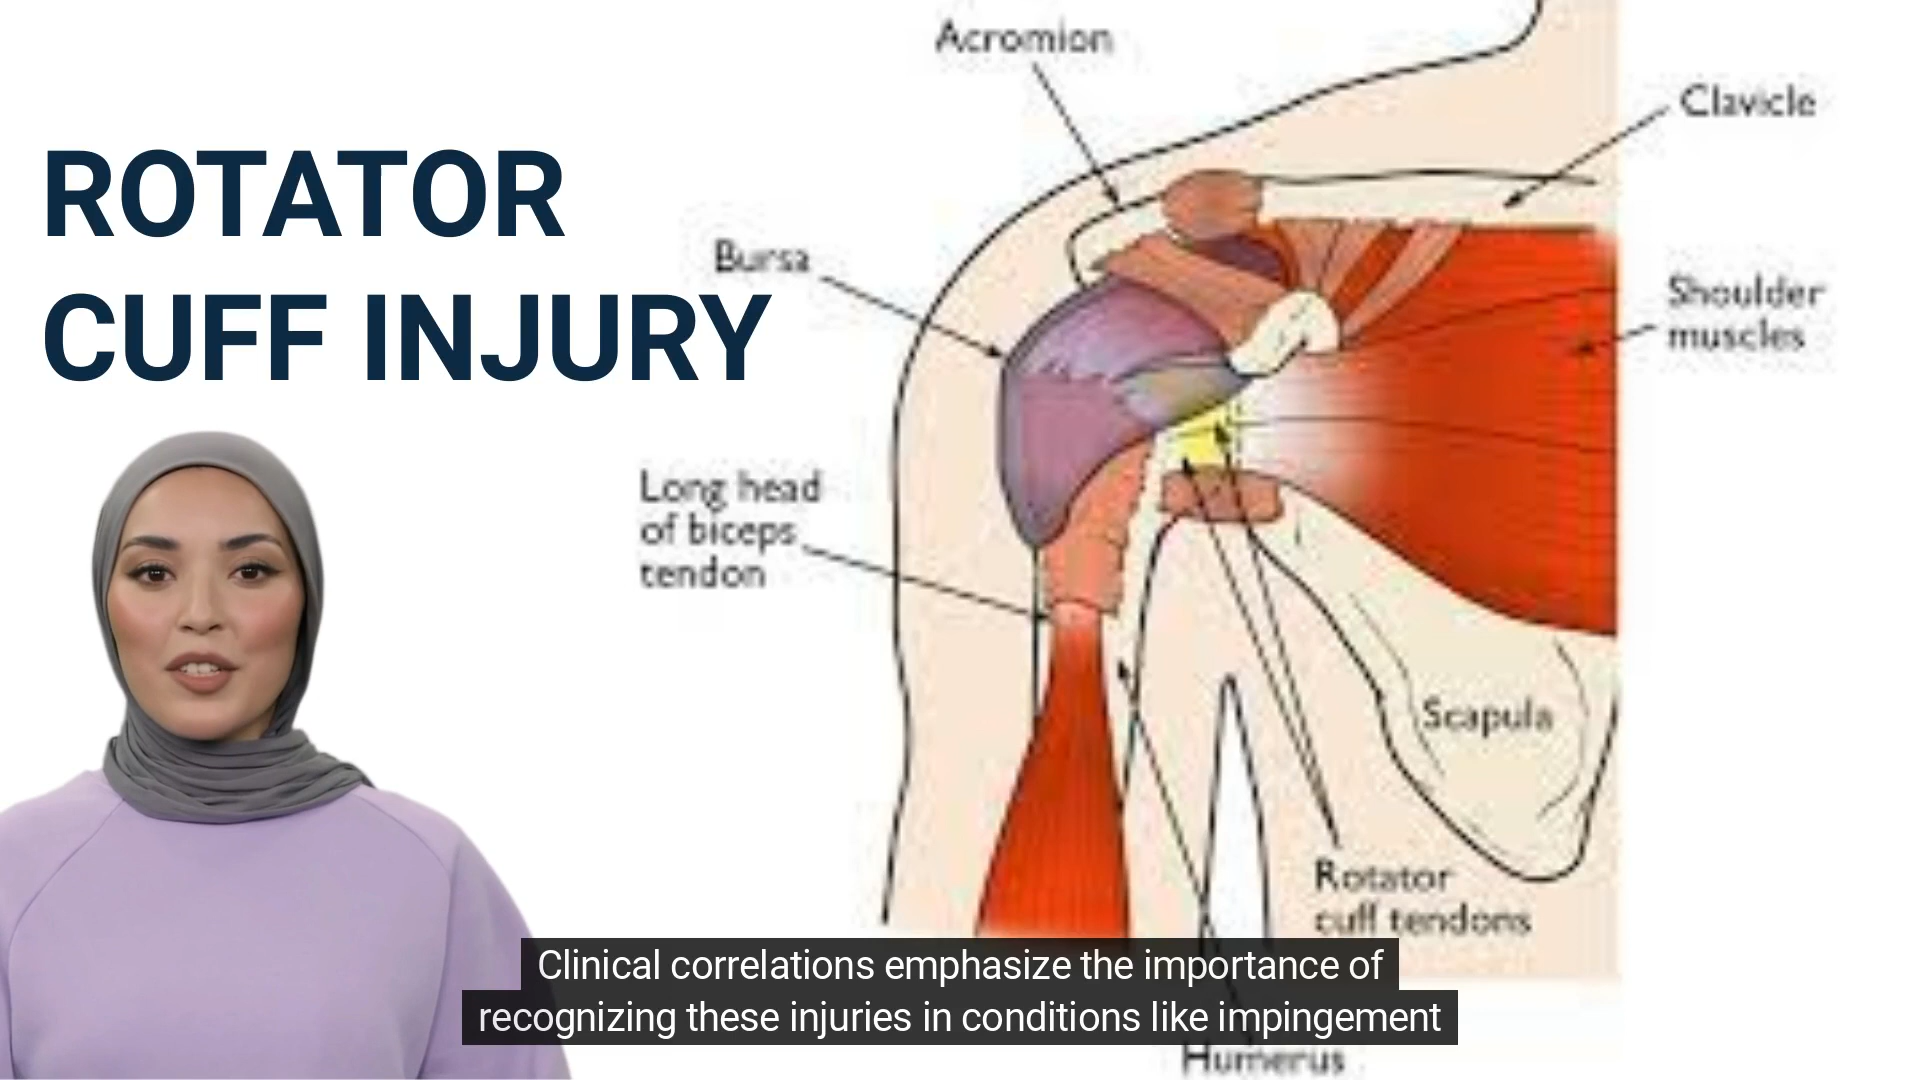 ROTATOR
CUFF INJURY
Acromion
Clavicle
Bursa
Shoulder
muscles
Long head
of biceps
tendon
Scapula
Rotator
cuff tendons
Humerus
Clinical correlations emphasize the importance of
recognizing these injuries in conditions like impingement